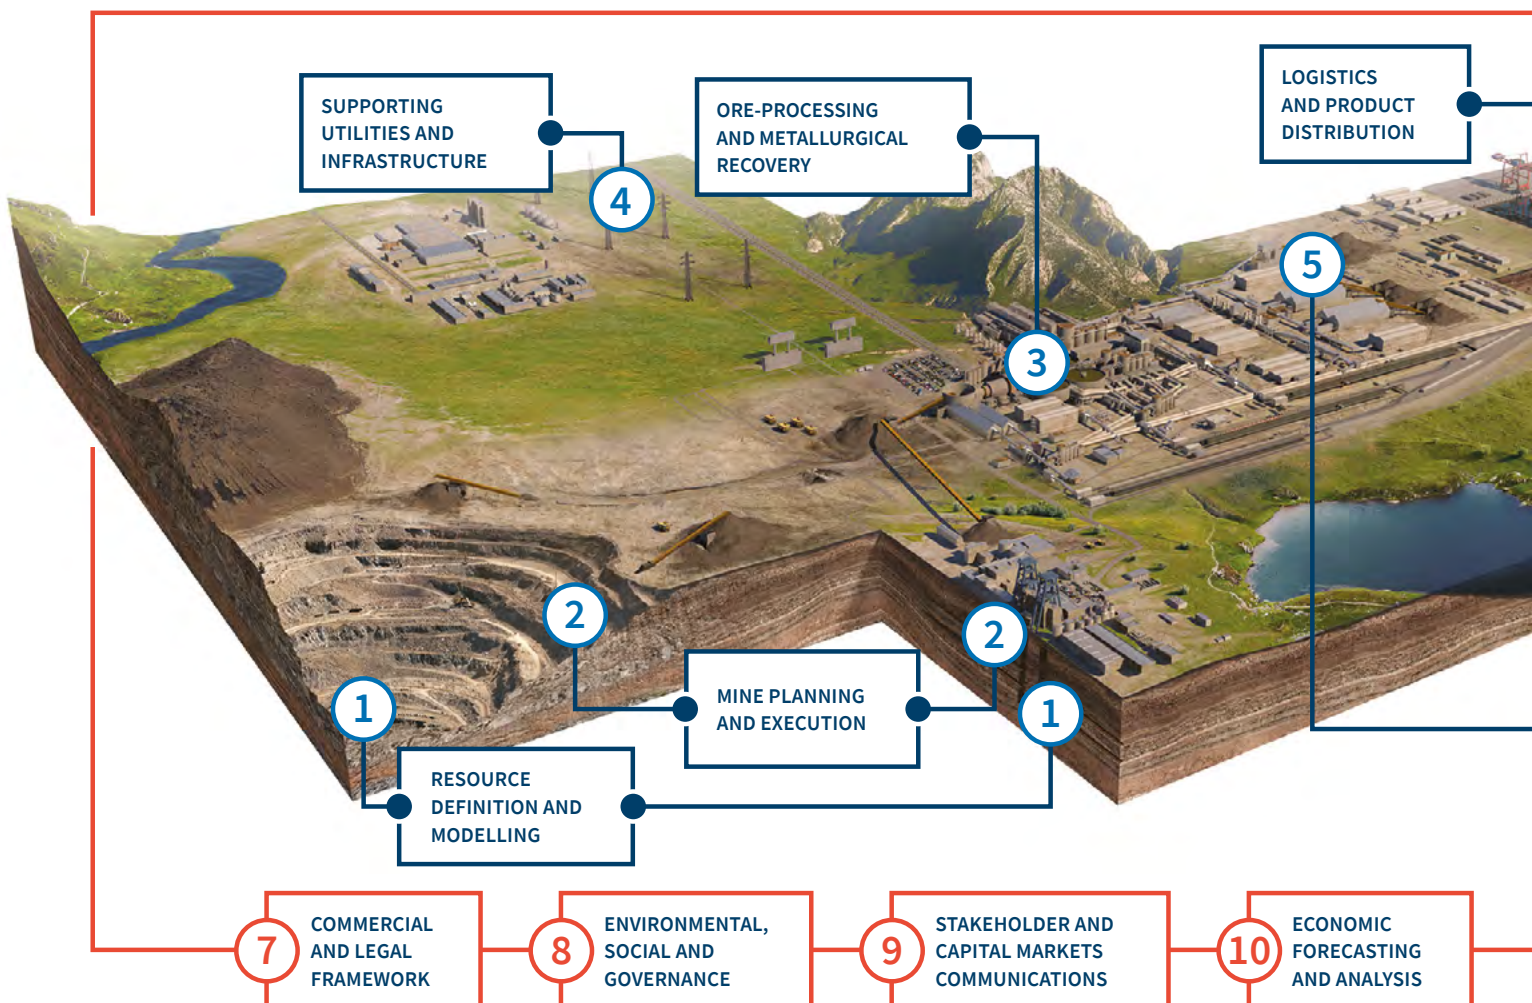 SUPPORTING
UTILITIES AND
INFRASTRUCTURE
4
ORE-PROCESSING
AND METALLURGICAL
RECOVERY
3
LOGISTICS
AND PRODUCT
DISTRIBUTION
5
2
MINE PLANNING
AND EXECUTION
2
1
RESOURCE
DEFINITION AND
MODELLING
1
7
COMMERCIAL
AND LEGAL
FRAMEWORK
8
ENVIRONMENTAL,
SOCIAL AND
GOVERNANCE
9
STAKEHOLDER AND
CAPITAL MARKETS
COMMUNICATIONS
10
ECONOMIC
FORECASTING
AND ANALYSIS